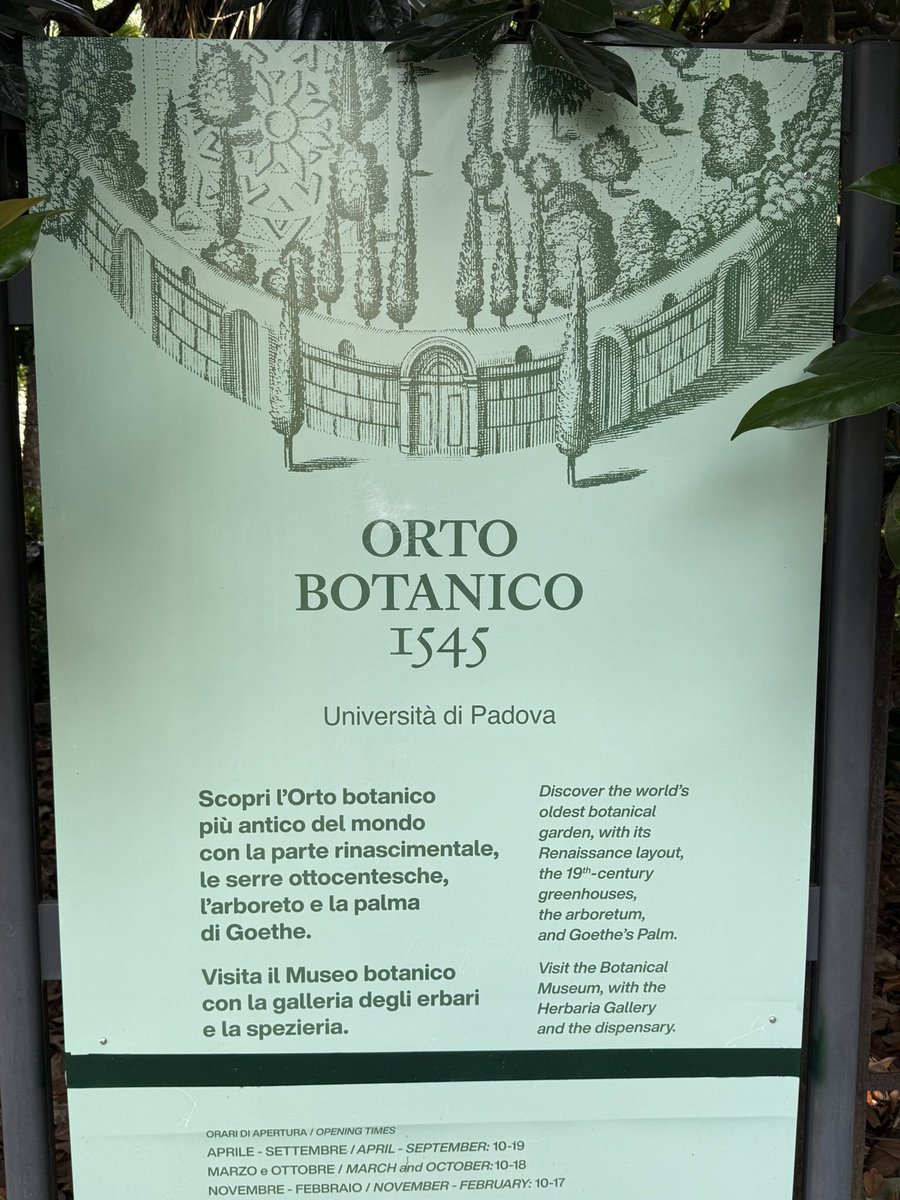 ORTO
BOTANICO
1545
Università di Padova
Scopri l'Orto botanico
più antico del mondo
con la parte rinascimentale,
le serre ottocentesche,
l'arboreto e la palma
di Goethe.
Visita il Museo botanico
con la galleria degli erbari
e la spezieria.
Discover the world's
oldest botanical
garden, with its
Renaissance layout,
the 19th-century
greenhouses,
the arboretum,
and Goethe's Palm.
Visit the Botanical
Museum, with the
Herbaria Gallery
and the dispensary.
ORARI DI APERTURA / OPENING TIMES
APRILE - SETTEMBRE / APRIL - SEPTEMBER: 10-19
MARZO e OTTOBRE / MARCH and OCTOBER: 10-18
NOVEMBRE - FEBBRAIO / NOVEMBER - FEBRUARY: 10-17